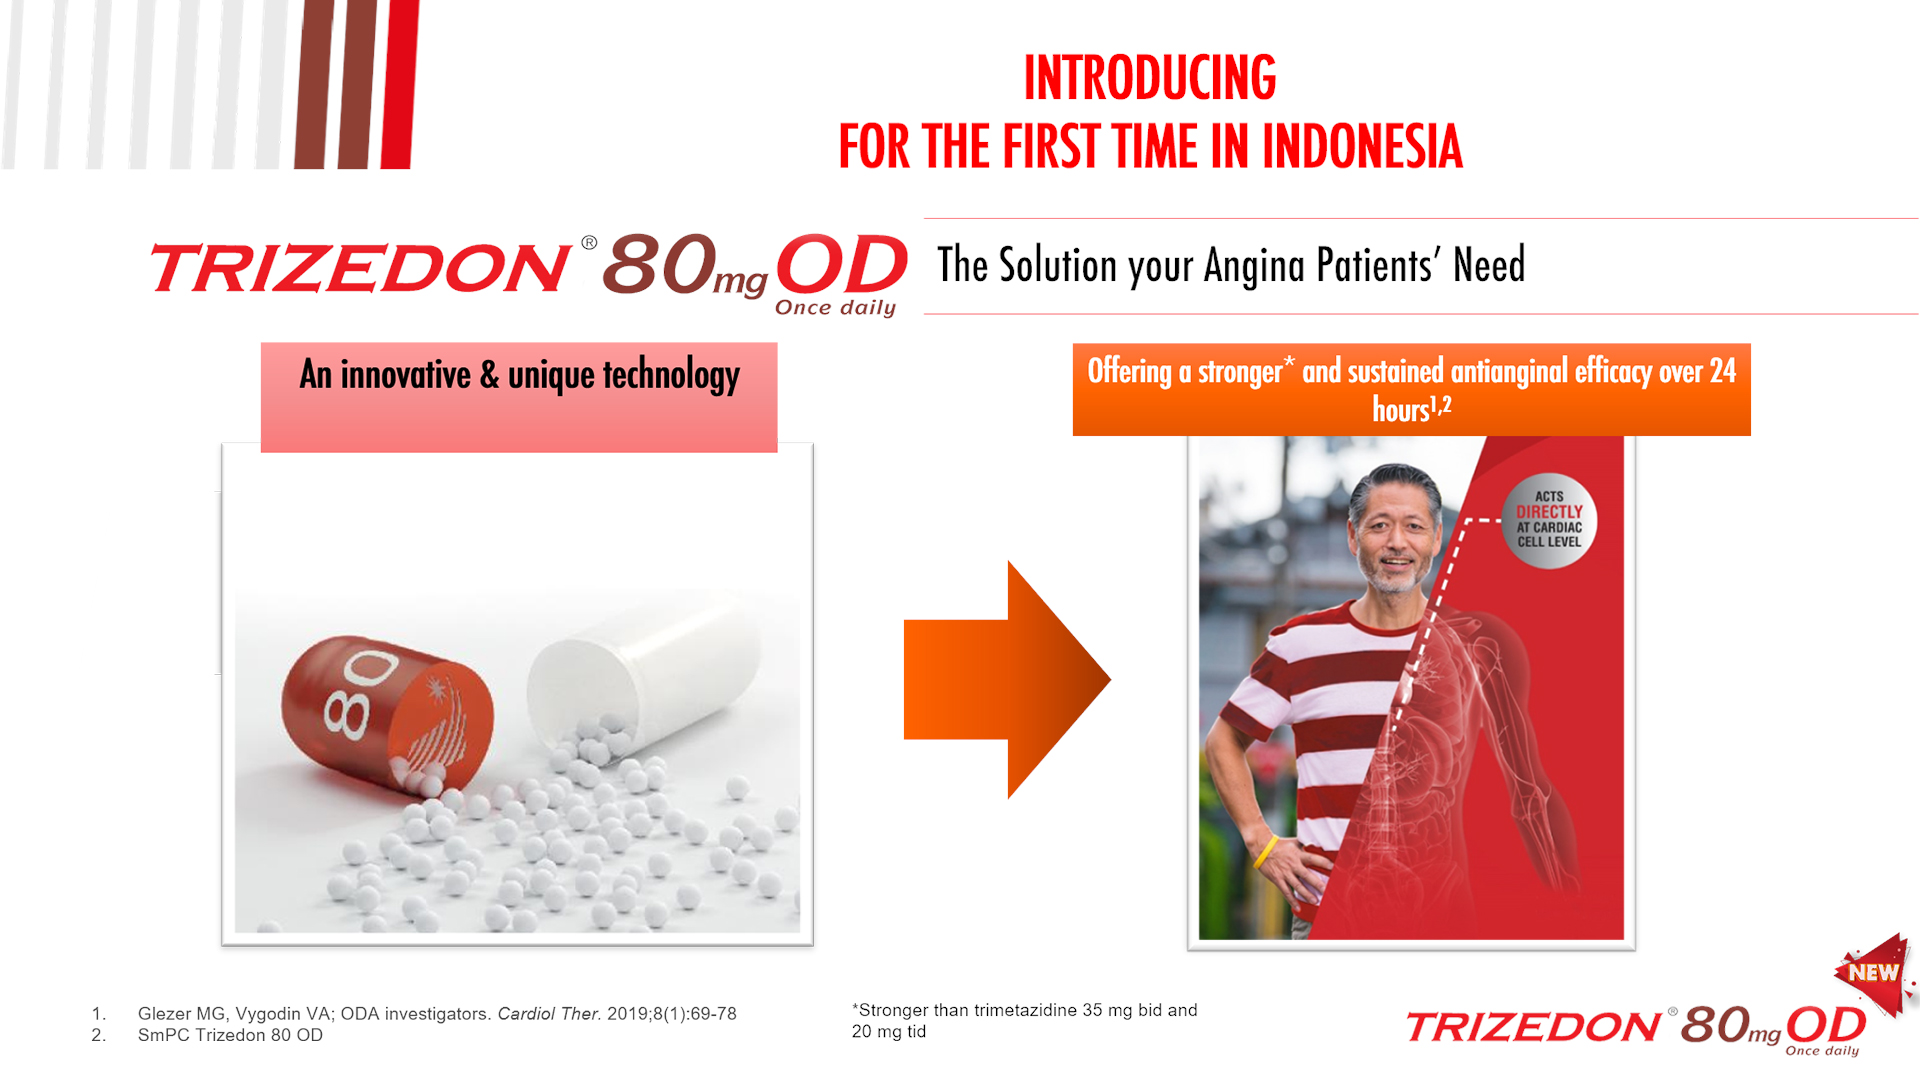 INTRODUCING
FOR THE FIRST TIME IN INDONESIA
TRIZEDON® 80mg OD
Once daily
The Solution your Angina Patients’ Need
An innovative & unique technology
Offering a stronger* and sustained antianginal efficacy over 24
hours1,2
80
ACTS
DIRECTLY
AT CARDIAC
CELL LEVEL
NEW
1. Glezer MG, Vygodin VA; ODA investigators. Cardiol Ther. 2019;8(1):69-78
2. SmPC Trizedon 80 OD
*Stronger than trimetazidine 35 mg bid and
20 mg tid
TRIZEDON® 80mg OD
Once daily